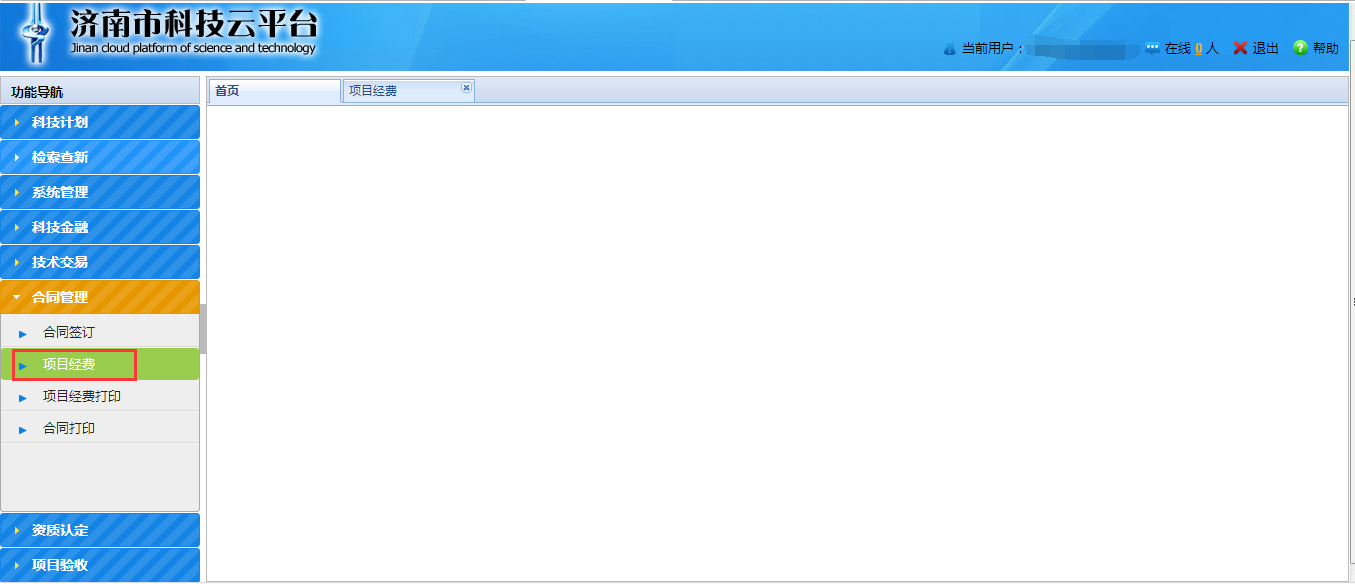 济南市科技云平台
Jinan cloud platform of science and technology
当前用户：
在线0人 退出 帮助
功能导航
首页 项目经费
科技计划
检索查新
系统管理
科技金融
技术交易
合同管理
合同签订
项目经费
项目经费打印
合同打印
资质认定
项目验收